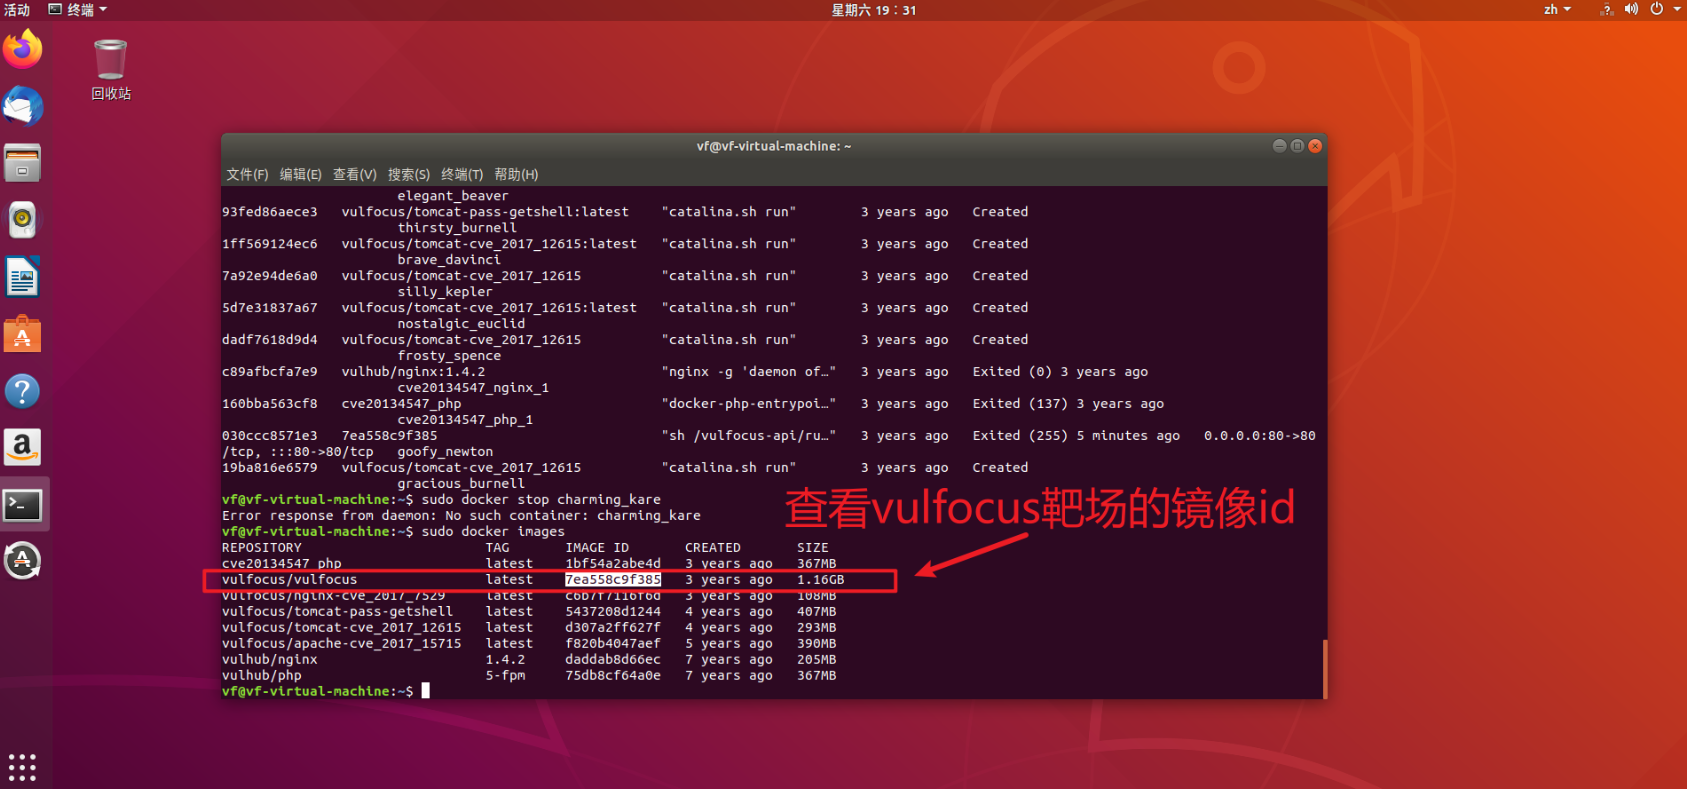 活动 终端 星期六 19：31 zh
回收站
vf@vf-virtual-machine: ~
文件(F) 编辑(E) 查看(V) 搜索(S) 终端(T) 帮助(H)
elegant_beaver
93fed86aece3 vulfocus/tomcat-pass-getshell:latest "catalina.sh run" 3 years ago Created
thirsty_burnell
1ff569124ec6 vulfocus/tomcat-cve_2017_12615:latest "catalina.sh run" 3 years ago Created
brave_davinci
7a92e94de6a0 vulfocus/tomcat-cve_2017_12615 "catalina.sh run" 3 years ago Created
silly_kepler
5d7e31837a67 vulfocus/tomcat-cve_2017_12615:latest "catalina.sh run" 3 years ago Created
nostalgic_euclid
dadf7618d9d4 vulfocus/tomcat-cve_2017_12615 "catalina.sh run" 3 years ago Created
frosty_spence
c89afbcfa7e9 vulhub/nginx:1.4.2 "nginx -g 'daemon of…" 3 years ago Exited (0) 3 years ago
cve20134547_nginx_1
160bba563cf8 cve20134547_php "docker-php-entrypoi…" 3 years ago Exited (137) 3 years ago
cve20134547_php_1
030ccc8571e3 7ea558c9f385 "sh /vulfocus-api/ru…" 3 years ago Exited (255) 5 minutes ago 0.0.0.0:80->80
/tcp, :::80->80/tcp goofy_newton
19ba816e6579 vulfocus/tomcat-cve_2017_12615 "catalina.sh run" 3 years ago Created
gracious_burnell
vf@vf-virtual-machine:~$ sudo docker stop charming_kare
Error response from daemon: No such container: charming_kare
查看vulfocus靶场的镜像id
vf@vf-virtual-machine:~$ sudo docker images
REPOSITORY TAG IMAGE ID CREATED SIZE
cve20134547_php latest 1bf54a2abe4d 3 years ago 367MB
vulfocus/vulfocus latest 7ea558c9f385 3 years ago 1.16GB
vulfocus/nginx-cve_2017_7529 latest c6b7f7116f6d 3 years ago 108MB
vulfocus/tomcat-pass-getshell latest 5437208d1244 4 years ago 407MB
vulfocus/tomcat-cve_2017_12615 latest d307a2ff627f 4 years ago 293MB
vulfocus/apache-cve_2017_15715 latest f820b4047aef 5 years ago 390MB
vulhub/nginx 1.4.2 daddab8d66ec 7 years ago 205MB
vulhub/php 5-fpm 75db8cf64a0e 7 years ago 367MB
vf@vf-virtual-machine:~$